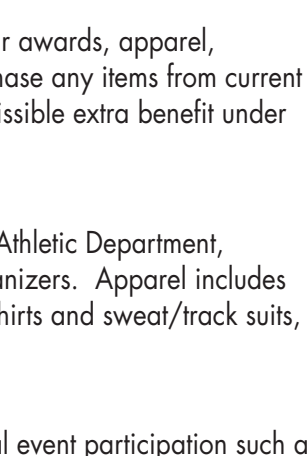 r awards, apparel,
hase any items from current
issible extra benefit under
Athletic Department,
anizers.  Apparel includes
hirts and sweat/track suits,
al event participation such a